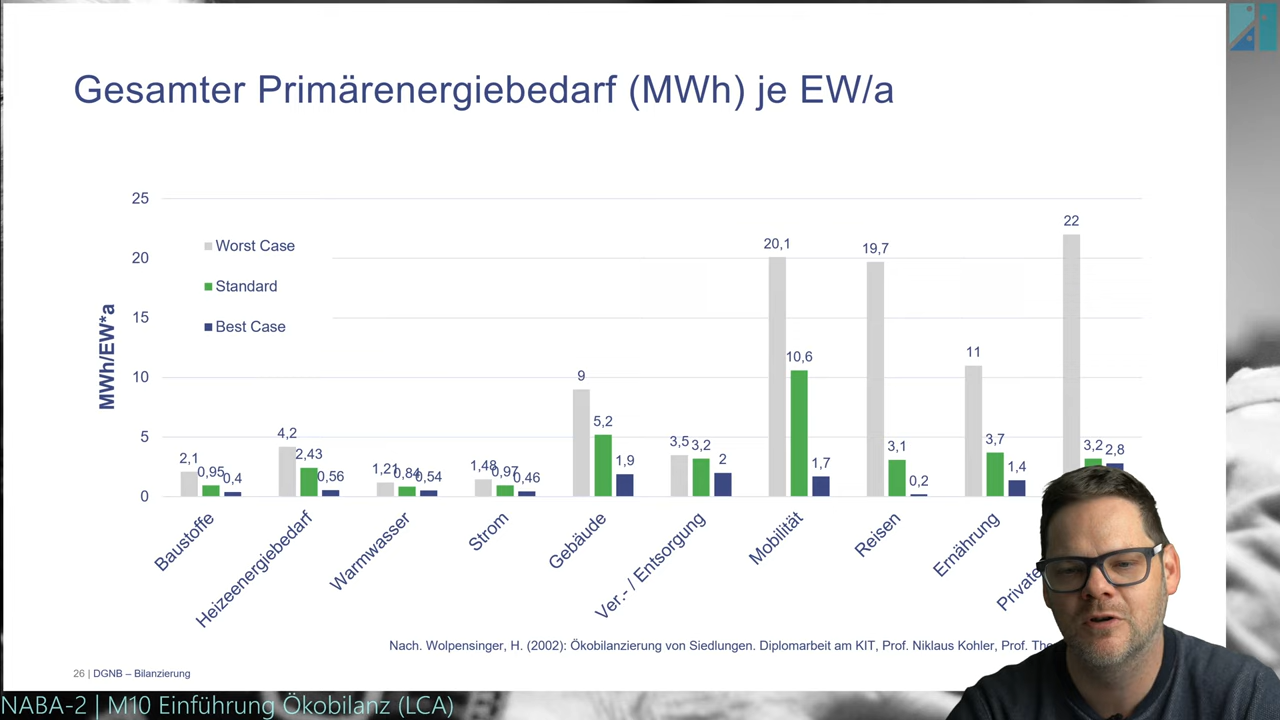 Gesamter Primärenergiebedarf (MWh) je EW/a
25
20
15
10
5
0
MWh/EW*a
Worst Case
Standard
Best Case
2,1
0,95
0,4
4,2
2,43
0,56
1,21
0,84
0,54
1,48
0,97
0,46
9
5,2
1,9
3,5
3,2
2
20,1
10,6
1,7
19,7
3,1
0,2
11
3,7
1,4
22
3,2
2,8
Baustoffe
Heizeenergiebedarf
Warmwasser
Strom
Gebäude
Ver.- / Entsorgung
Mobilität
Reisen
Ernährung
Nach. Wolpensinger, H. (2002): Ökobilanzierung von Siedlungen. Diplomarbeit am KIT, Prof. Niklaus Kohler, Prof.
26 | DGNB – Bilanzierung
NABA-2 | M10 Einführung Ökobilanz (LCA)